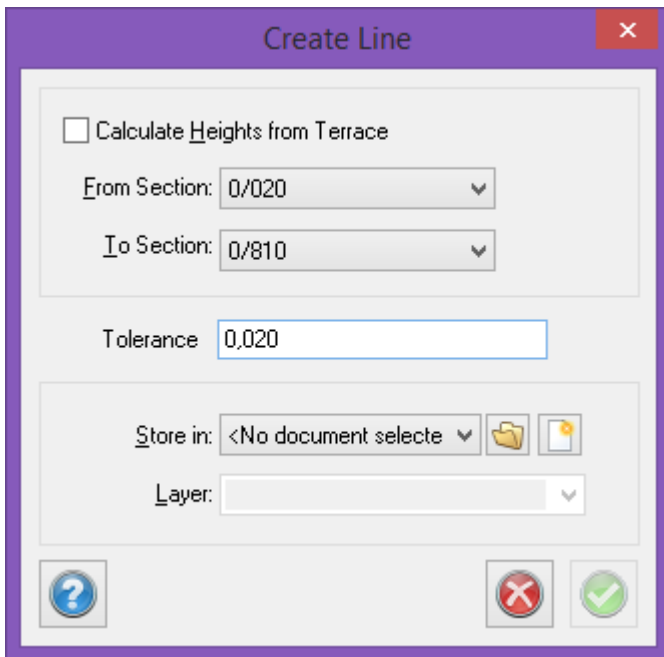 Create Line
Calculate Heights from Terrace
From Section: 0/020
To Section: 0/810
Tolerance 0,020
Store in: <No document selecte
Layer: